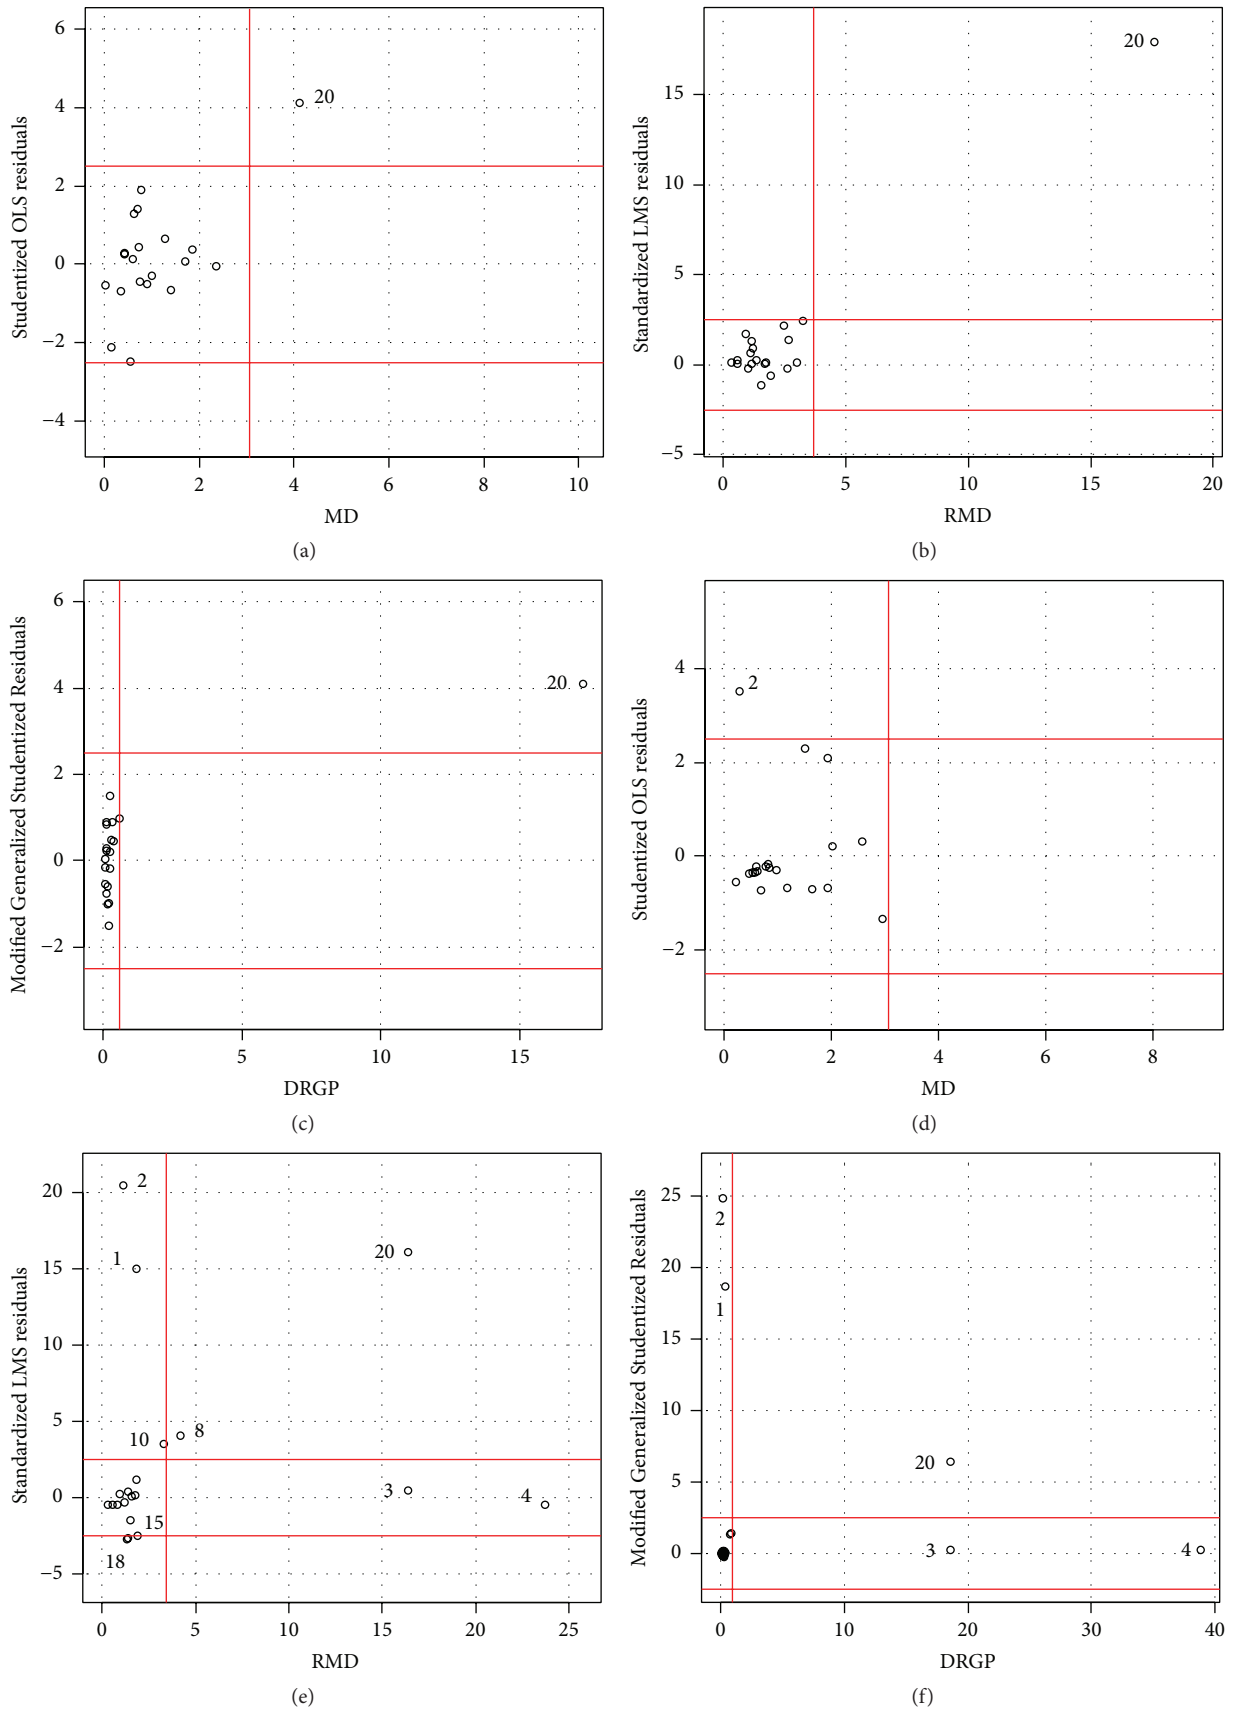 6
4
2
0
−2
−4
Studentized OLS residuals
20
0 2 4 6 8 10
MD
(a)
15
10
5
0
−5
Standardized LMS residuals
20
0 5 10 15 20
RMD
(b)
6
4
2
0
−2
Modified Generalized Studentized Residuals
20
0 5 10 15
DRGP
(c)
4
2
0
−2
Studentized OLS residuals
2
0 2 4 6 8
MD
(d)
20
15
10
5
0
−5
Standardized LMS residuals
2
1
20
10
8
3
4
15
18
0 5 10 15 20 25
RMD
(e)
25
20
15
10
5
0
Modified Generalized Studentized Residuals
2
1
20
3
4
0 10 20 30 40
DRGP
(f)